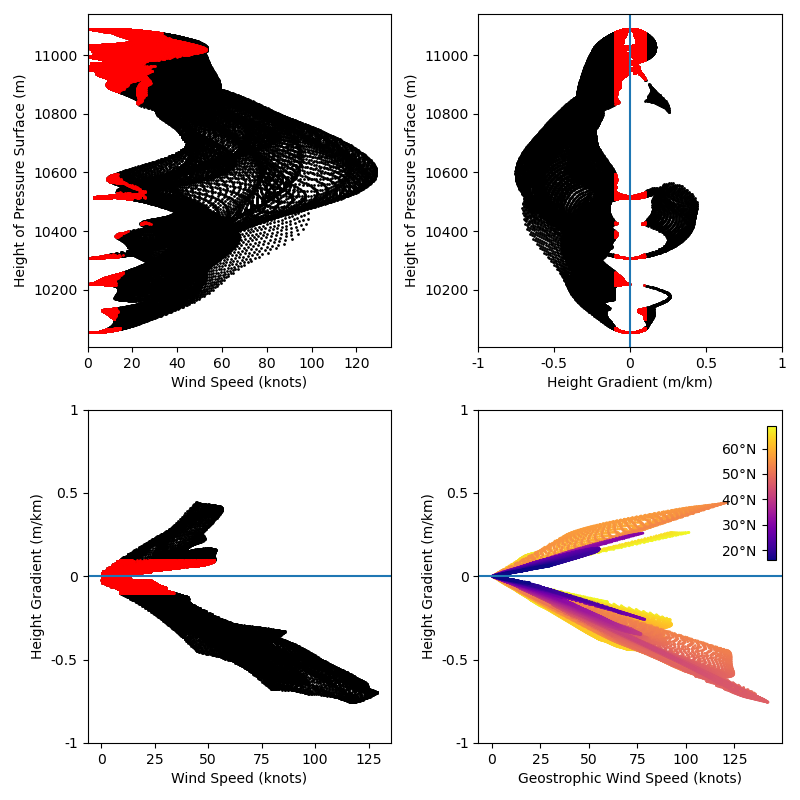 Height of Pressure Surface (m)
11000
10800
10600
10400
10200
0 20 40 60 80 100 120
Wind Speed (knots)
Height of Pressure Surface (m)
11000
10800
10600
10400
10200
-1 -0.5 0 0.5 1
Height Gradient (m/km)
Height Gradient (m/km)
1
0.5
0
-0.5
-1
0 25 50 75 100 125
Wind Speed (knots)
Height Gradient (m/km)
1
0.5
0
-0.5
-1
60°N
50°N
40°N
30°N
20°N
0 25 50 75 100 125
Geostrophic Wind Speed (knots)